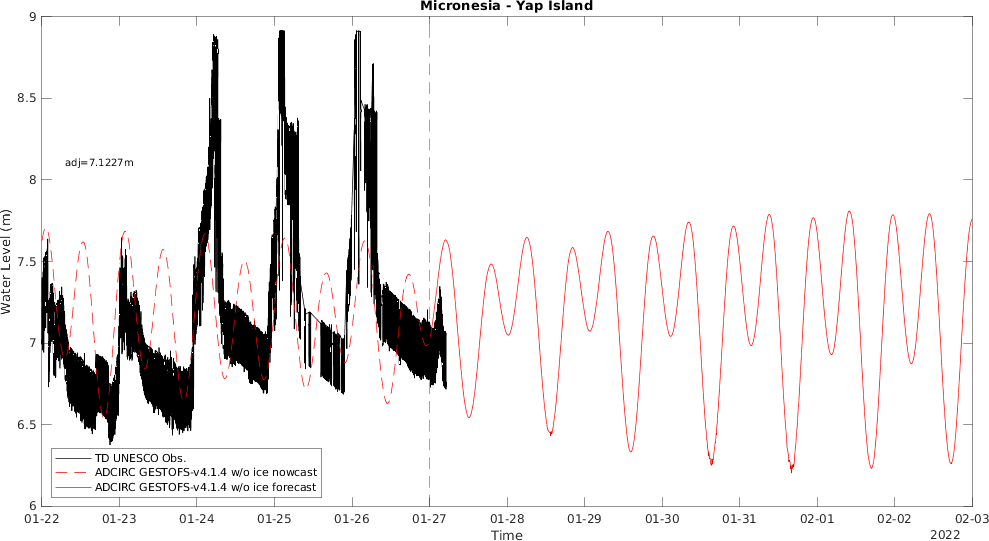 Micronesia - Yap Island
9
8.5
8
7.5
7
6.5
6
Water Level (m)
adj=7.1227m
TD UNESCO Obs.
ADCIRC GESTOFS-v4.1.4 w/o ice nowcast
ADCIRC GESTOFS-v4.1.4 w/o ice forecast
01-22 01-23 01-24 01-25 01-26 01-27 01-28 01-29 01-30 01-31 02-01 02-02 02-03
Time
2022